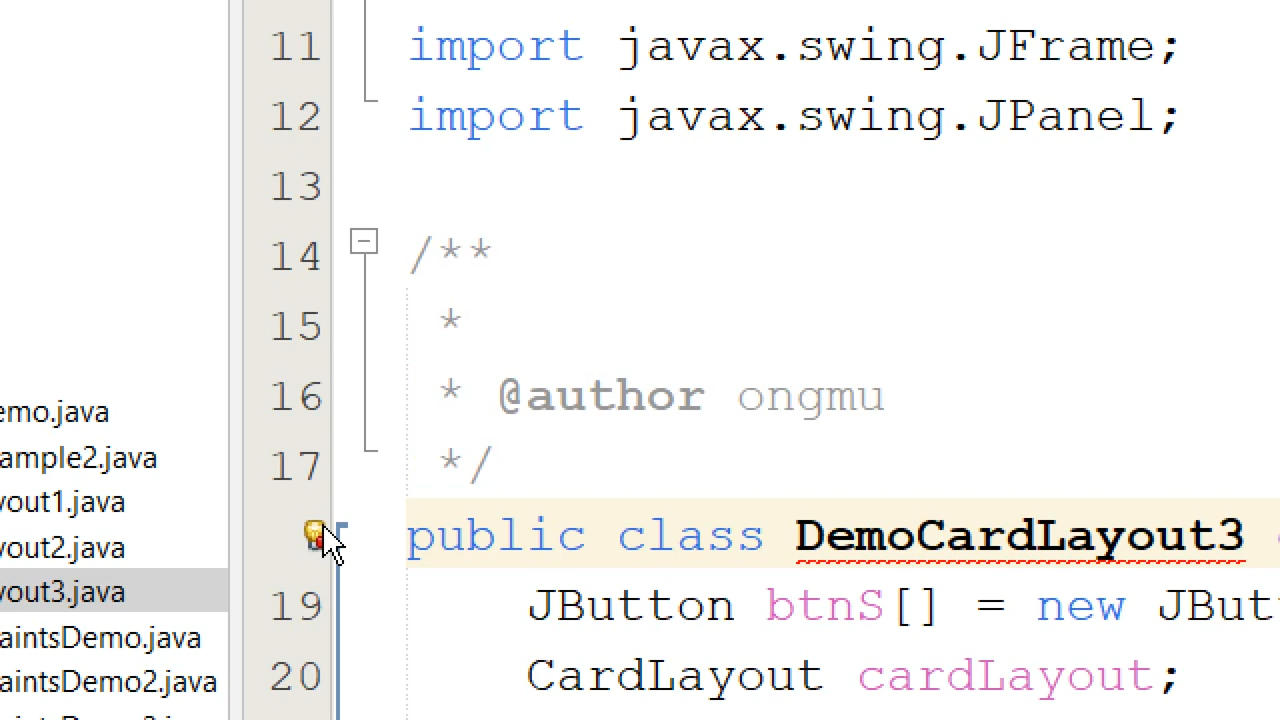 11 import javax.swing.JFrame;
12 import javax.swing.JPanel;
13
14 /**
15 *
16 * @author ongmu
17 */
public class DemoCardLayout3
19 JButton btnS[] = new JBut
20 CardLayout cardLayout;
emo.java
ample2.java
yout1.java
yout2.java
yout3.java
aintsDemo.java
aintsDemo2.java